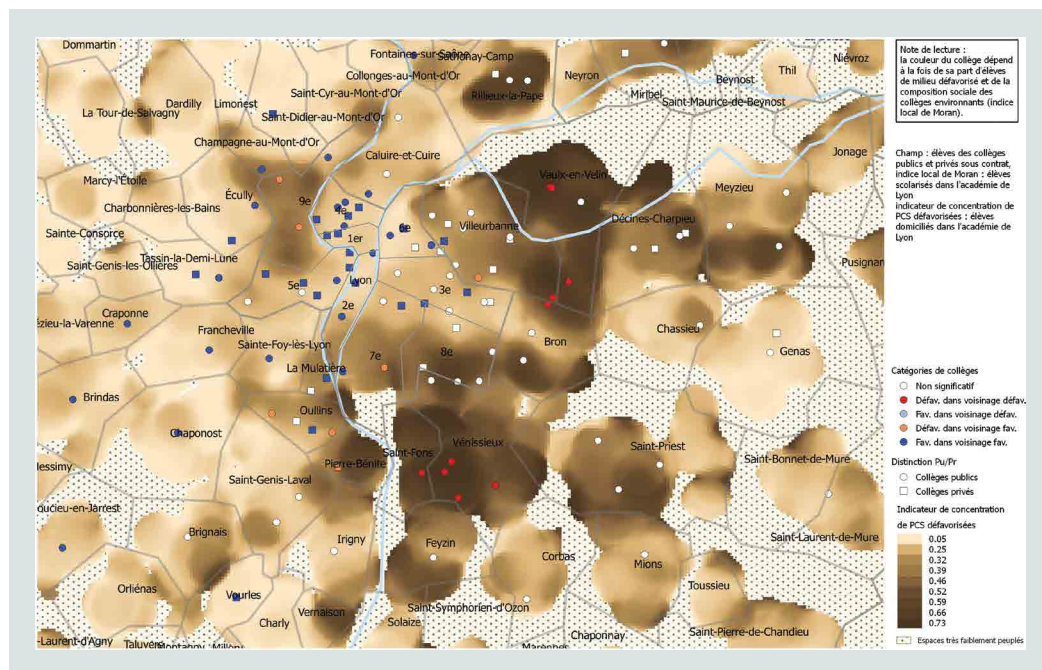 Dommartin
Fontaines-sur-Saône
Sathonay-Camp
Niévroz
Collonges-au-Mont-d'Or
Neyron
Beynost
Thil
Saint-Cyr-au-Mont-d'Or
Rillieux-la-Pape
Miribel
Saint-Maurice-de-Beynost
Dardilly
Limonest
La Tour-de-Salvagny
Saint-Didier-au-Mont-d'Or
Champagne-au-Mont-d'Or
Caluire-et-Cuire
Jonage
Marcy-l'Étoile
Vaulx-en-Velin
Meyzieu
Écully
9e
Charbonnières-les-Bains
4e
Décines-Charpieu
Sainte-Consorce
6e
Villeurbanne
1er
Tassin-la-Demi-Lune
Saint-Genis-les-Ollières
Pusignan
Lyon
5e
3e
2e
Craponne
ézieu-la-Varenne
Francheville
Chassieu
Sainte-Foy-lès-Lyon
Bron
7e
8e
Genas
La Mulatière
Brindas
Oullins
Chaponost
Vénissieux
Saint-Fons
Saint-Priest
lessimy
Pierre-Bénite
Saint-Bonnet-de-Mure
Saint-Genis-Laval
oucieu-en-Jarrest
Brignais
Irigny
Feyzin
Saint-Laurent-de-Mure
Corbas
Mions
Orliénas
Toussieu
Vourles
Saint-Symphorien-d'Ozon
Vernaison
Charly
Solaize
Saint-Pierre-de-Chandieu
Chaponnay
-Laurent-d'Agny
Note de lecture :
la couleur du collège dépend
à la fois de sa part d'élèves
de milieu défavorisé et de la
composition sociale des
collèges environnants (indice
local de Moran).
Champ : élèves des collèges
publics et privés sous contrat,
indice local de Moran : élèves
scolarisés dans l'académie de
Lyon
indicateur de concentration de
PCS défavorisées : élèves
domiciliés dans l'académie de
Lyon
Catégories de collèges
Non significatif
Défav. dans voisinage défav.
Fav. dans voisinage défav.
Défav. dans voisinage fav.
Fav. dans voisinage fav.
Distinction Pu/Pr
Collèges publics
Collèges privés
Indicateur de concentration
de PCS défavorisées
0.05
0.25
0.32
0.39
0.46
0.52
0.59
0.66
0.73
Espaces très faiblement peuplés